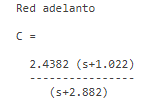 Red adelanto
C =
2.4382 (s+1.022)
----------------
(s+2.882)